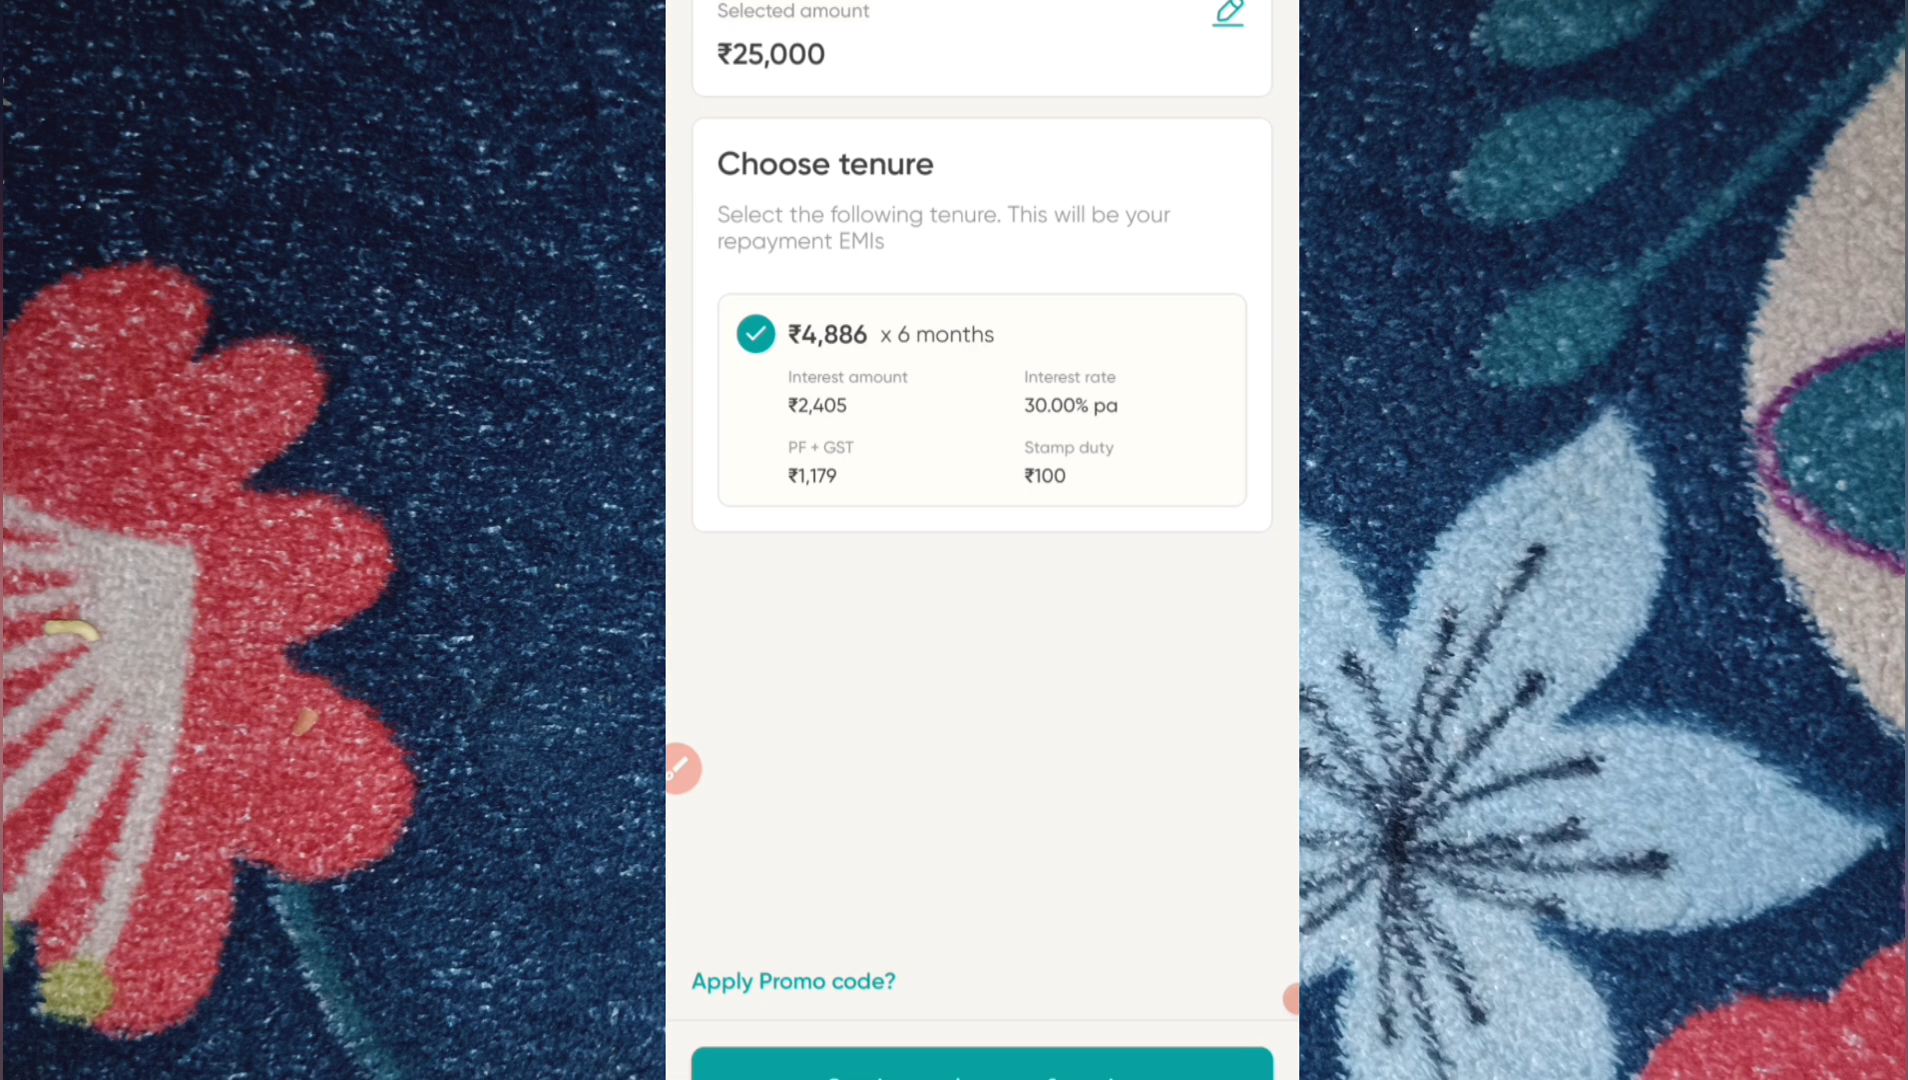 Selected amount
₹25,000
Choose tenure
Select the following tenure. This will be your
repayment EMIs
₹4,886 x 6 months
Interest amount
Interest rate
₹2,405
30.00% pa
PF + GST
Stamp duty
₹1,179
₹100
Apply Promo code?